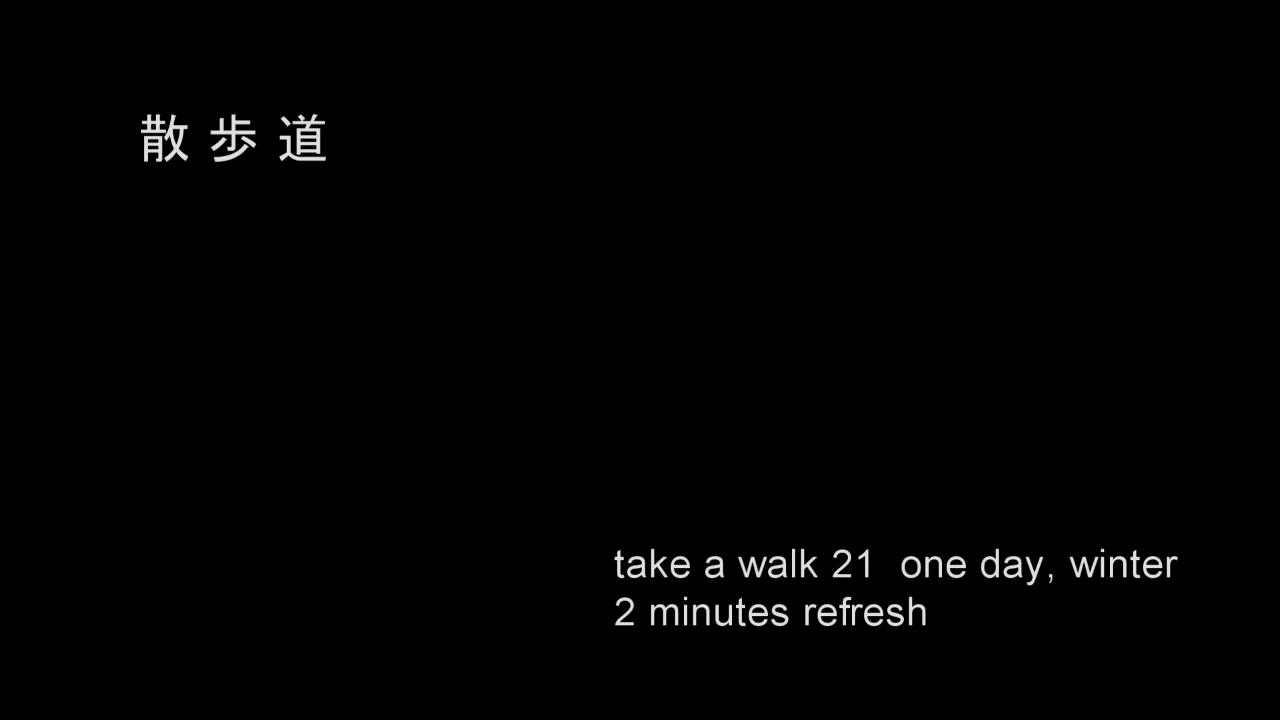 散歩道
take a walk 21  one day, winter
2 minutes refresh